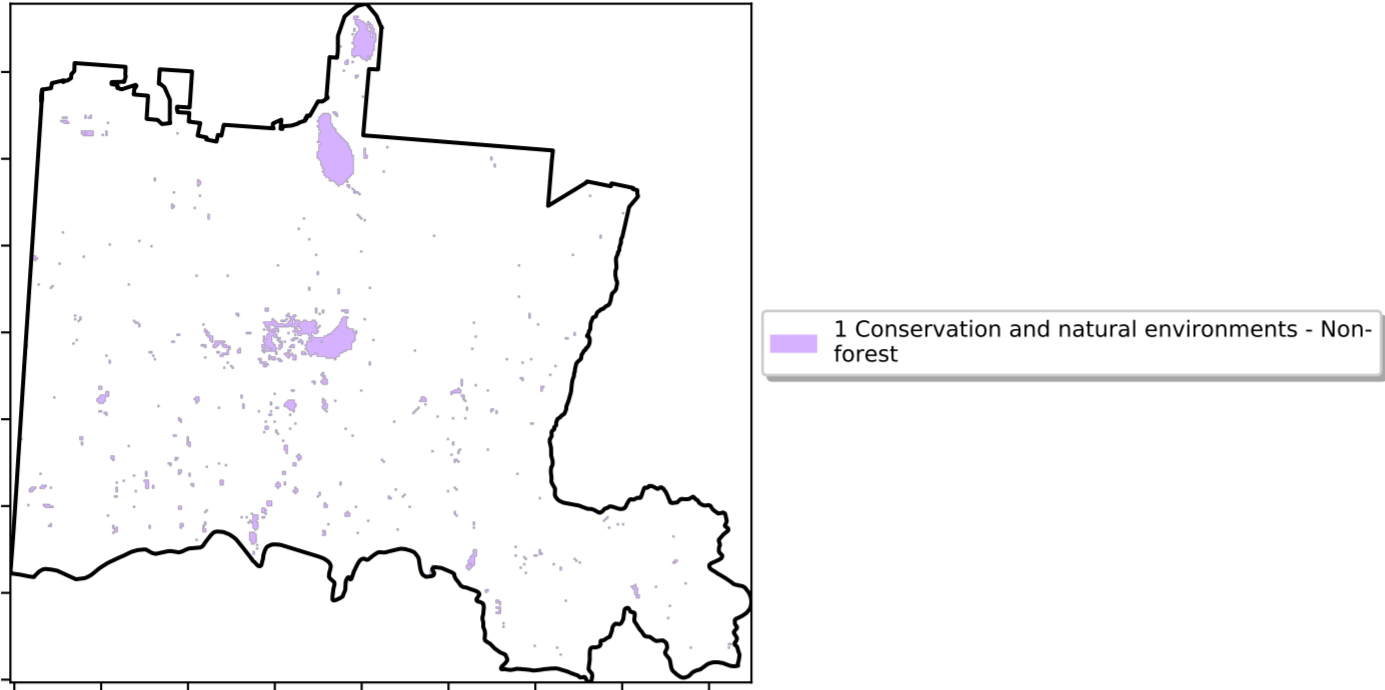 1 Conservation and natural environments - Non-
forest